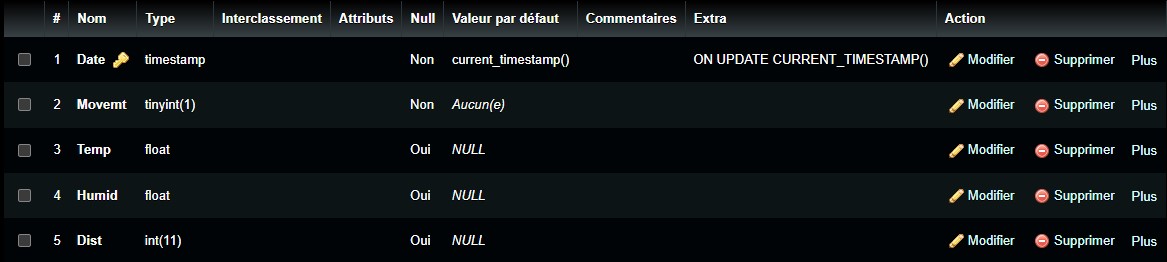 # Nom Type Interclassement Attributs Null Valeur par défaut Commentaires Extra Action
1 Date timestamp Non current_timestamp() ON UPDATE CURRENT_TIMESTAMP() Modifier Supprimer Plus
2 Movemt tinyint(1) Non Aucun(e) Modifier Supprimer Plus
3 Temp float Oui NULL Modifier Supprimer Plus
4 Humid float Oui NULL Modifier Supprimer Plus
5 Dist int(11) Oui NULL Modifier Supprimer Plus